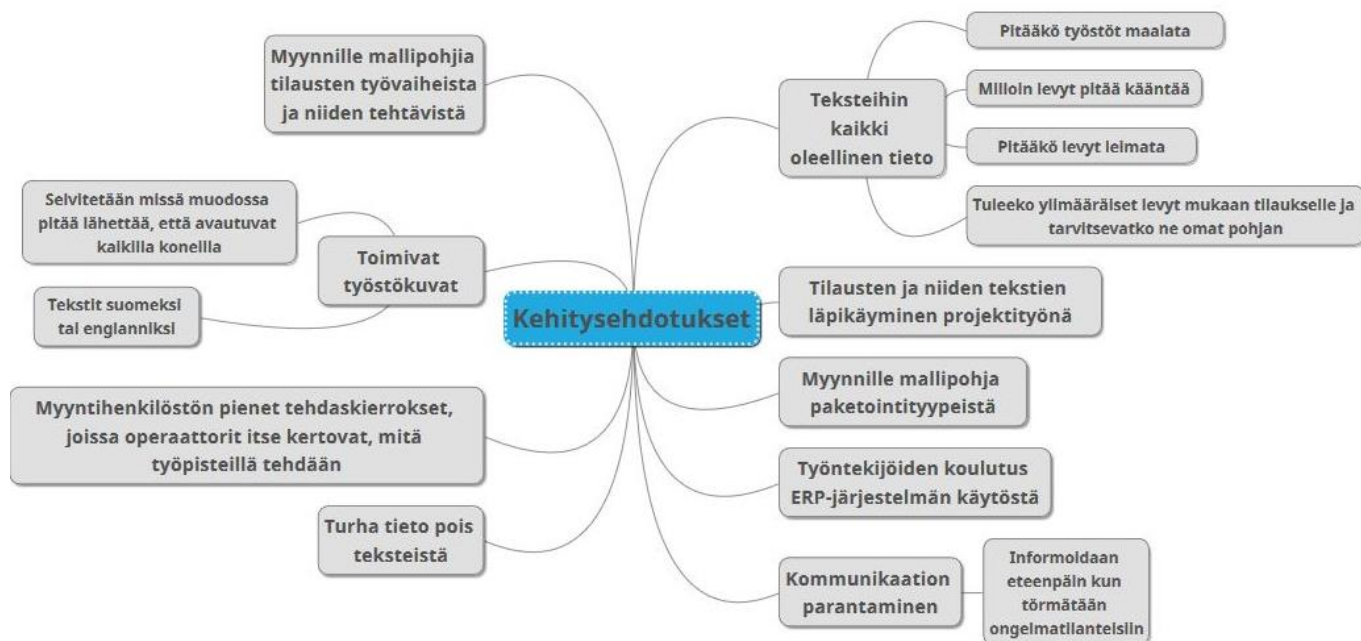 Myynnille mallipohjia
tilausten työvaiheista
ja niiden tehtävistä
Selvitetään missä muodossa
pitää lähettää, että avautuvat
kaikilla koneilla
Toimivat
työstökuvat
Tekstit suomeksi
tai englanniksi
Myyntihenkilöstön pienet tehdaskierrokset,
joissa operaattorit itse kertovat, mitä
työpisteillä tehdään
Turha tieto pois
teksteistä
Kehitysehdotukset
Teksteihin
kaikki
oleellinen tieto
Pitääkö työstöt maalata
Milloin levyt pitää kääntää
Pitääkö levyt leimata
Tuleeko ylimääräiset levyt mukaan tilaukselle ja
tarvitsevatko ne omat pohjan
Tilausten ja niiden tekstien
läpikäyminen projektityönä
Myynnille mallipohja
paketointityypeistä
Työntekijöiden koulutus
ERP-järjestelmän käytöstä
Kommunikaation
parantaminen
Informoidaan
eteenpäin kun
törmätään
ongelmatilanteisiin